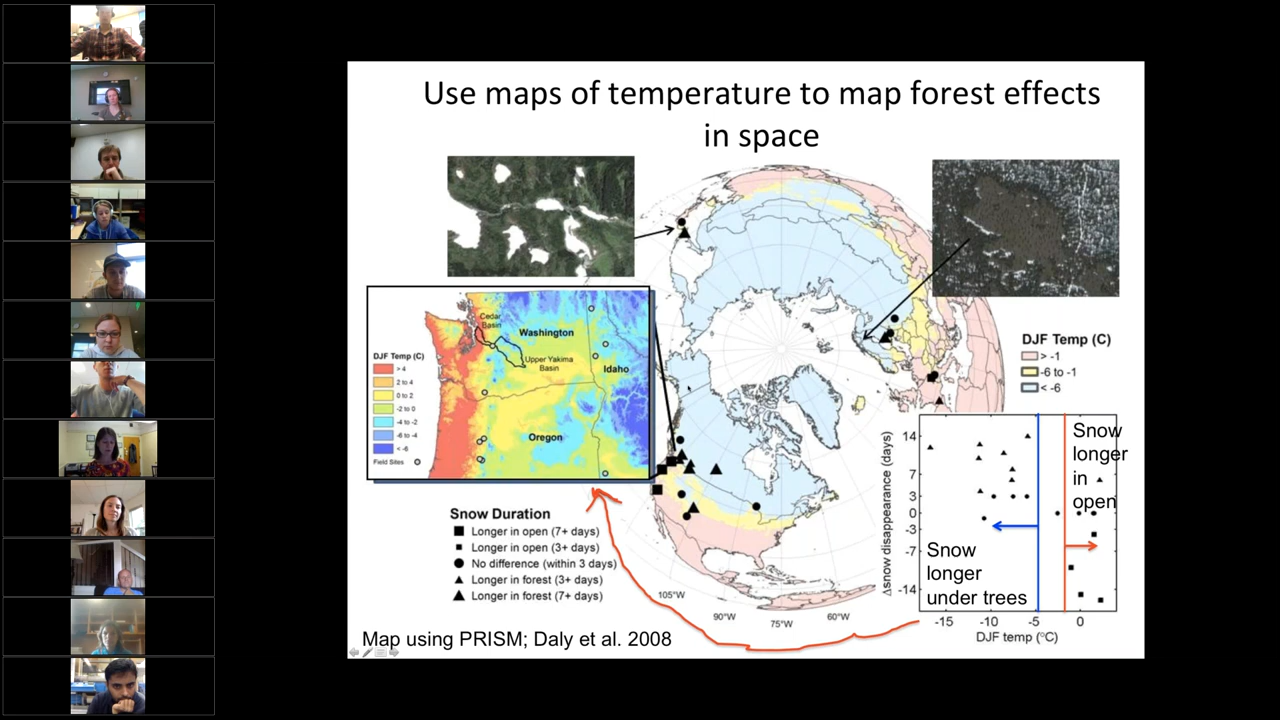 Use maps of temperature to map forest effects
in space
Cedar
Basin
Washington
Upper Yakima
Basin
Idaho
Oregon
DJF Temp (C)
> 4
2 to 4
0 to 2
-2 to 0
-4 to -2
-6 to -4
< -6
Field Sites
DJF Temp (C)
> -1
-6 to -1
< -6
Snow Duration
Longer in open (7+ days)
Longer in open (3+ days)
No difference (within 3 days)
Longer in forest (3+ days)
Longer in forest (7+ days)
105°W
90°W
75°W
60°W
Δsnow disappearance (days)
14
7
3
0
-3
-7
-14
Snow
longer
in
open
Snow
longer
under trees
-15
-10
-5
0
DJF temp (°C)
Map using PRISM; Daly et al. 2008